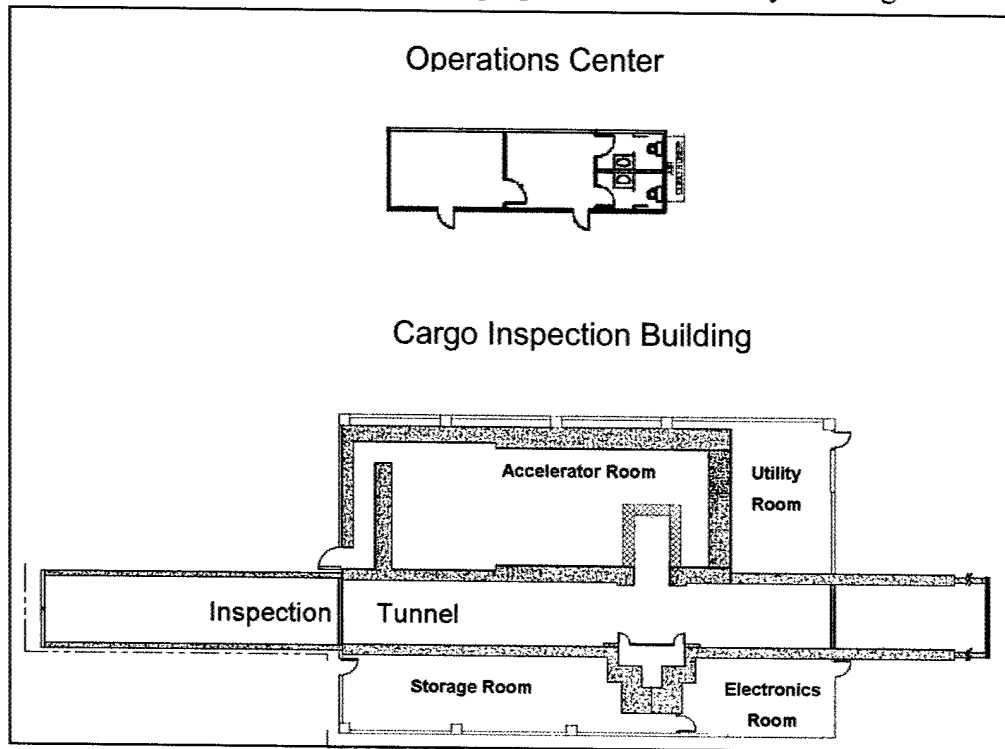 Operations Center
Cargo Inspection Building
Accelerator Room
Utility
Room
Inspection Tunnel
Storage Room
Electronics
Room